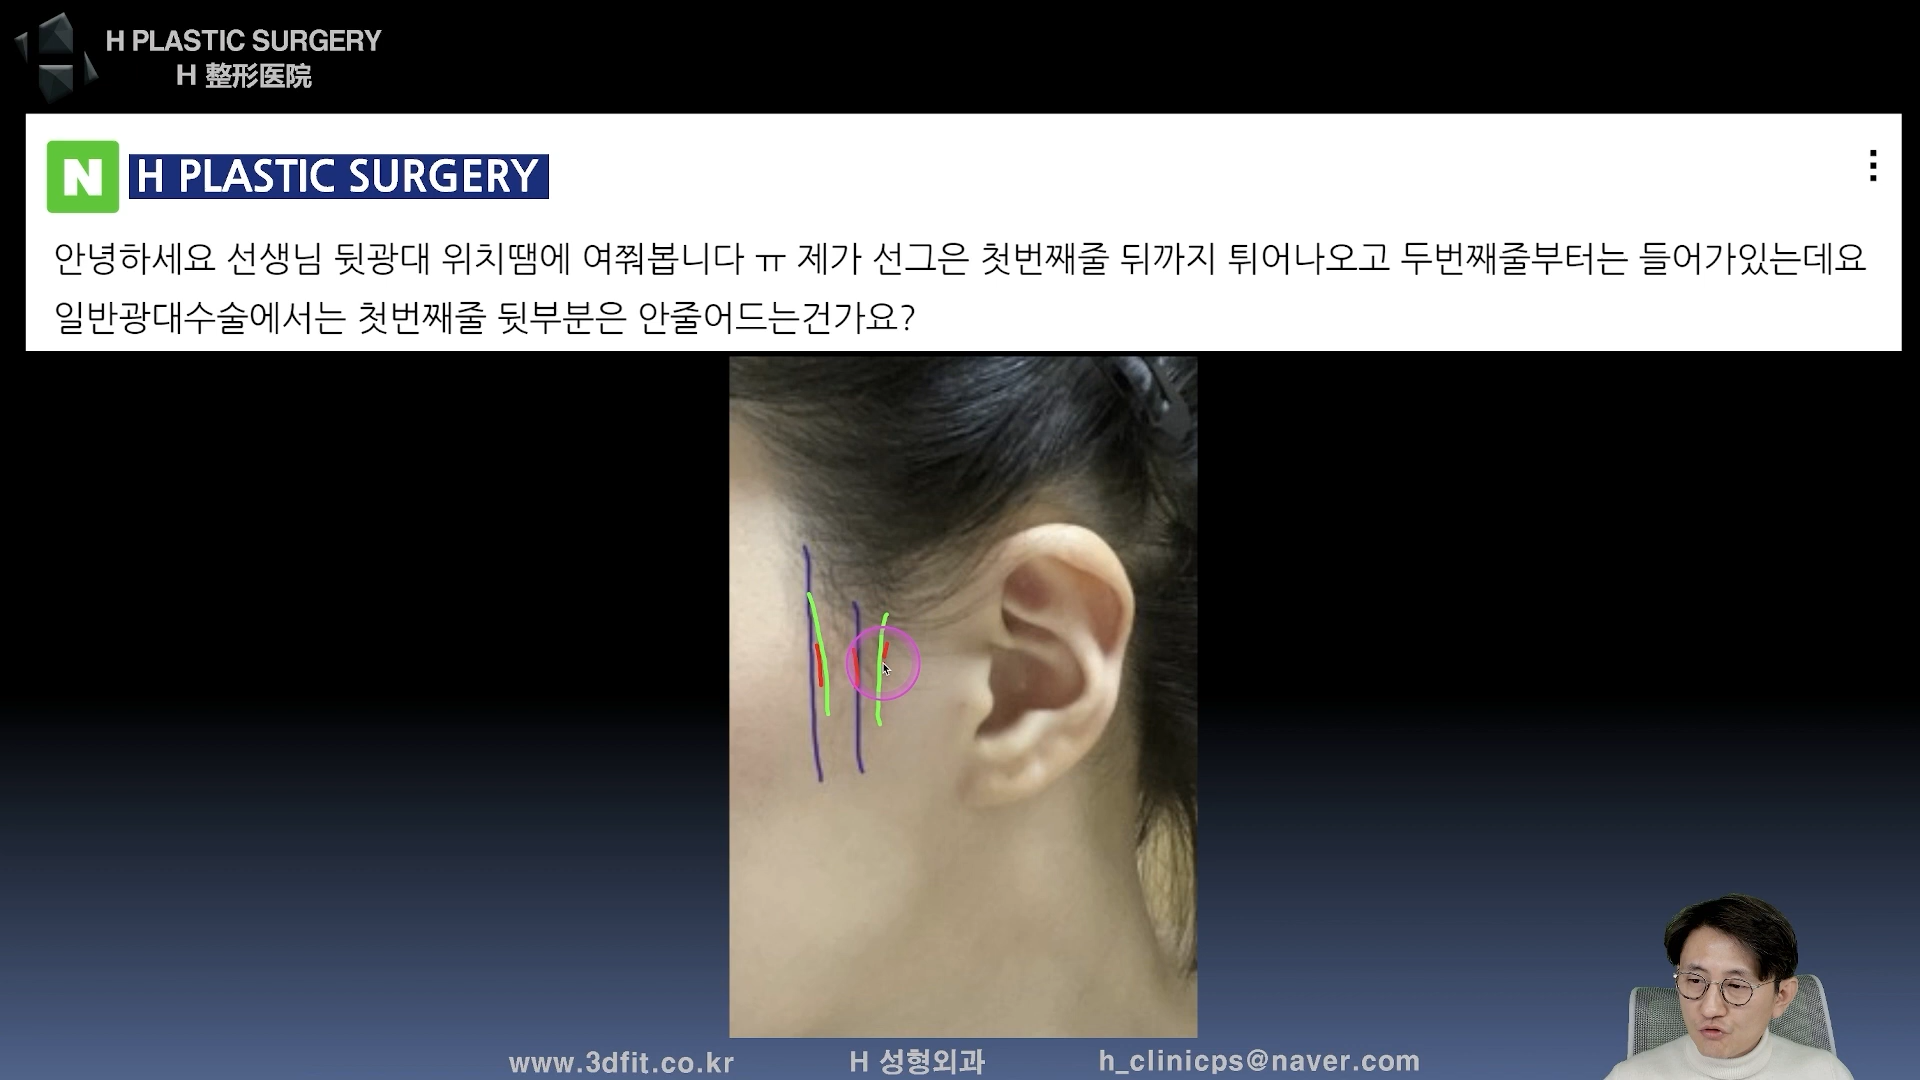 H PLASTIC SURGERY
H 整形医院
N H PLASTIC SURGERY
안녕하세요 선생님 뒷광대 위치땜에 여쭤봅니다 ㅠ 제가 선그은 첫번째줄 뒤까지 튀어나오고 두번째줄부터는 들어가있는데요
일반광대수술에서는 첫번째줄 뒷부분은 안줄어드는건가요?
www.3dfit.co.kr
H 성형외과
h_clinicps@naver.com